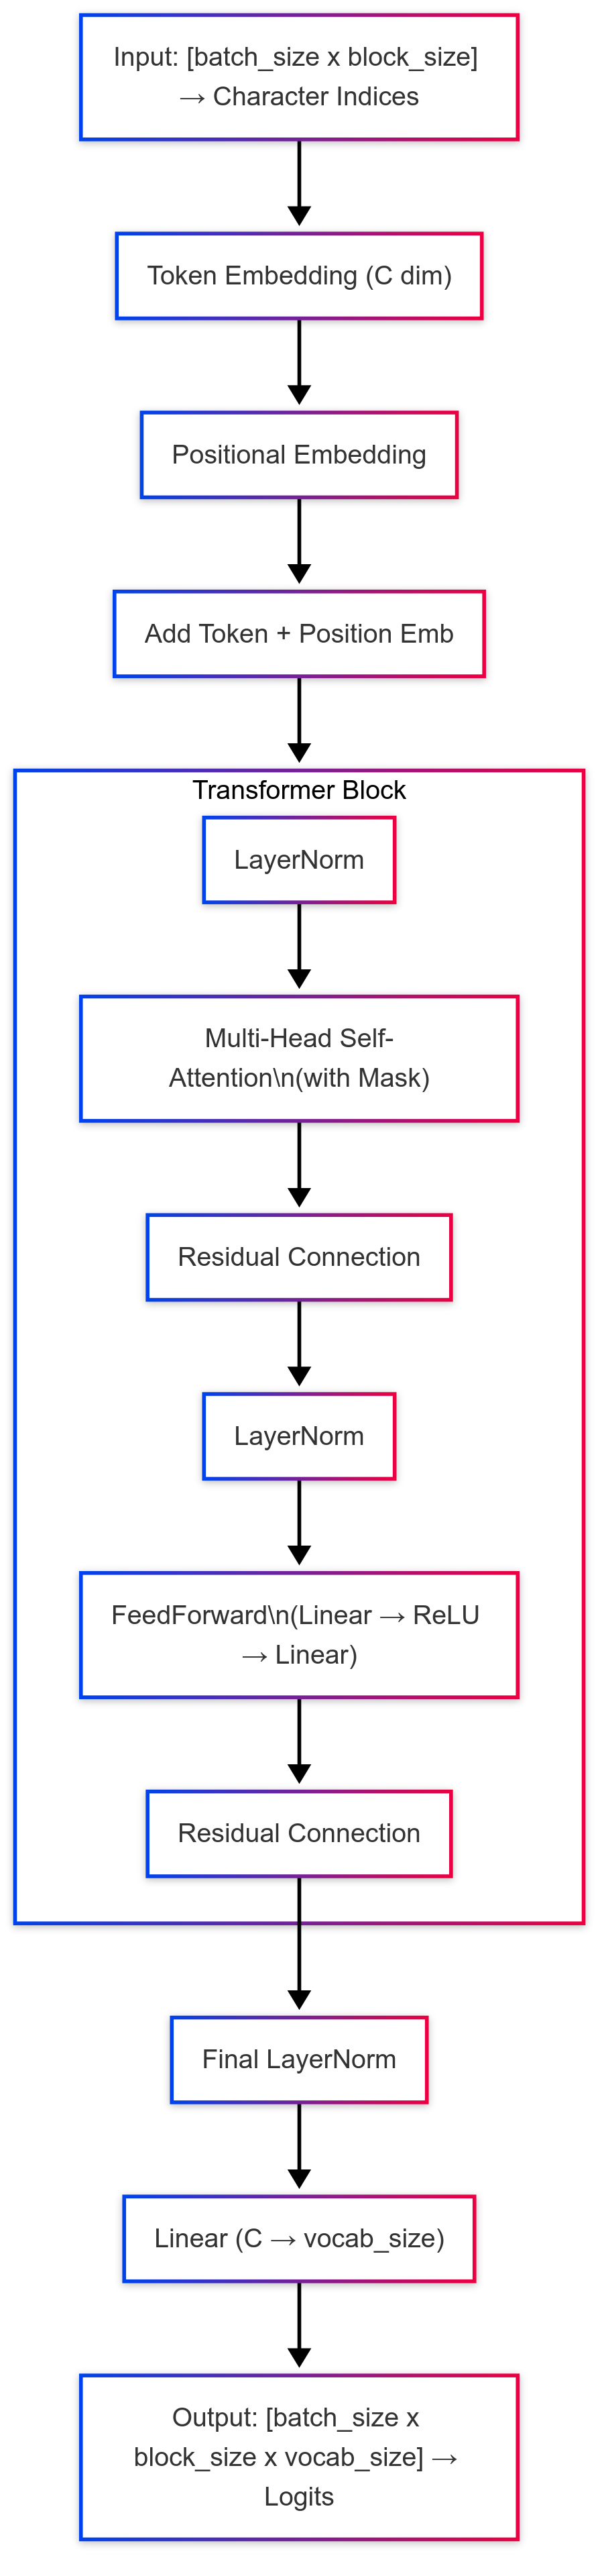 Input: [batch_size x block_size]
→ Character Indices
Token Embedding (C dim)
Positional Embedding
Add Token + Position Emb
Transformer Block
LayerNorm
Multi-Head Self-
Attention\n(with Mask)
Residual Connection
LayerNorm
FeedForward\n(Linear → ReLU
→ Linear)
Residual Connection
Final LayerNorm
Linear (C → vocab_size)
Output: [batch_size x
block_size x vocab_size] →
Logits